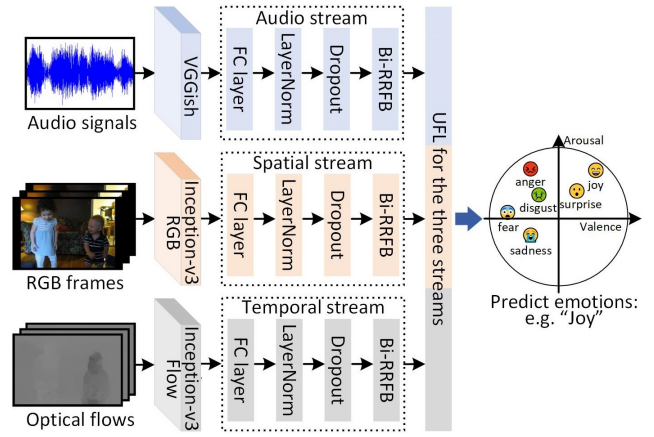 Audio stream
Audio signals
VGGish
FC layer
LayerNorm
Dropout
Bi-RRFB
Spatial stream
RGB frames
Inception-v3
RGB
FC layer
LayerNorm
Dropout
Bi-RRFB
Temporal stream
Optical flows
Inception-v3
Flow
FC layer
LayerNorm
Dropout
Bi-RRFB
UFL for the three streams
Arousal
anger
joy
disgust
surprise
fear
Valence
sadness
Predict emotions:
e.g. “Joy”